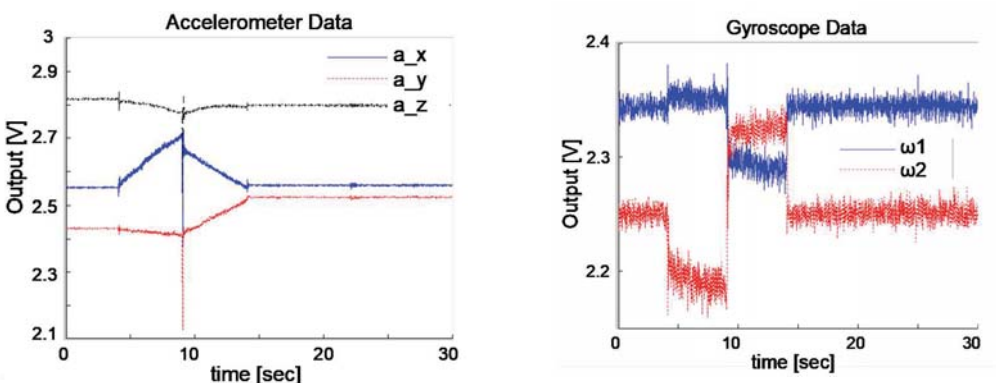 Accelerometer Data
3
2.9
2.7
2.5
2.3
2.1
Output [V]
a_x
a_y
a_z
0
10
20
30
time [sec]
Gyroscope Data
2.4
2.3
2.2
Output [V]
ω1
ω2
0
10
20
30
time [sec]